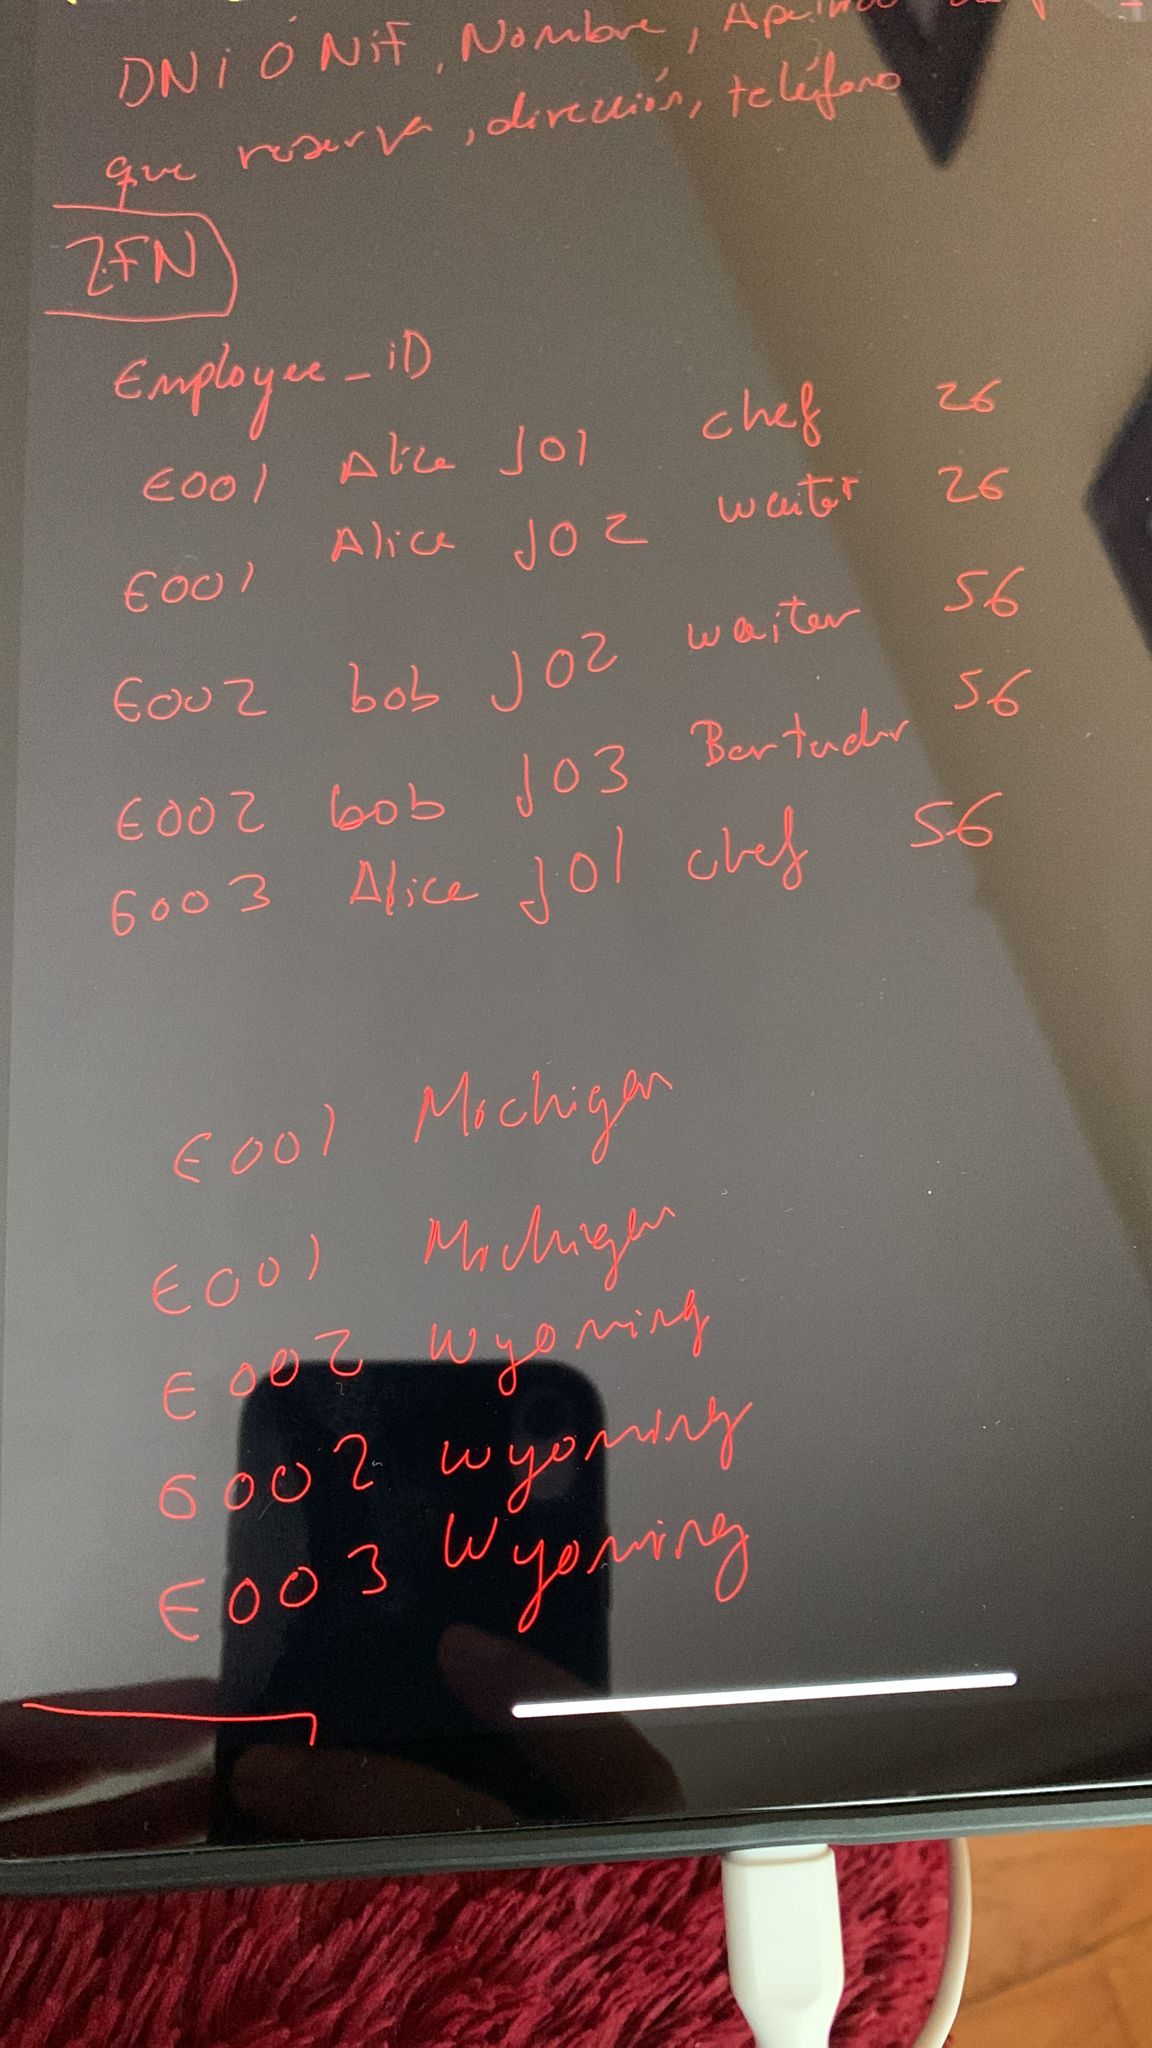 DNi Ó NiF, Nombre,
que reserva, dirección, teléfono
2FN
Employee_iD
E001 Alice J01 chef 26
E001 Alice J02 waiter 26
E002 bob J02 waiter 56
E002 bob J03 Bartender 56
E003 Alice J01 chef 56
E001 Michigan
E001 Michigan
E002 Wyoming
E002 Wyoming
E003 Wyoming